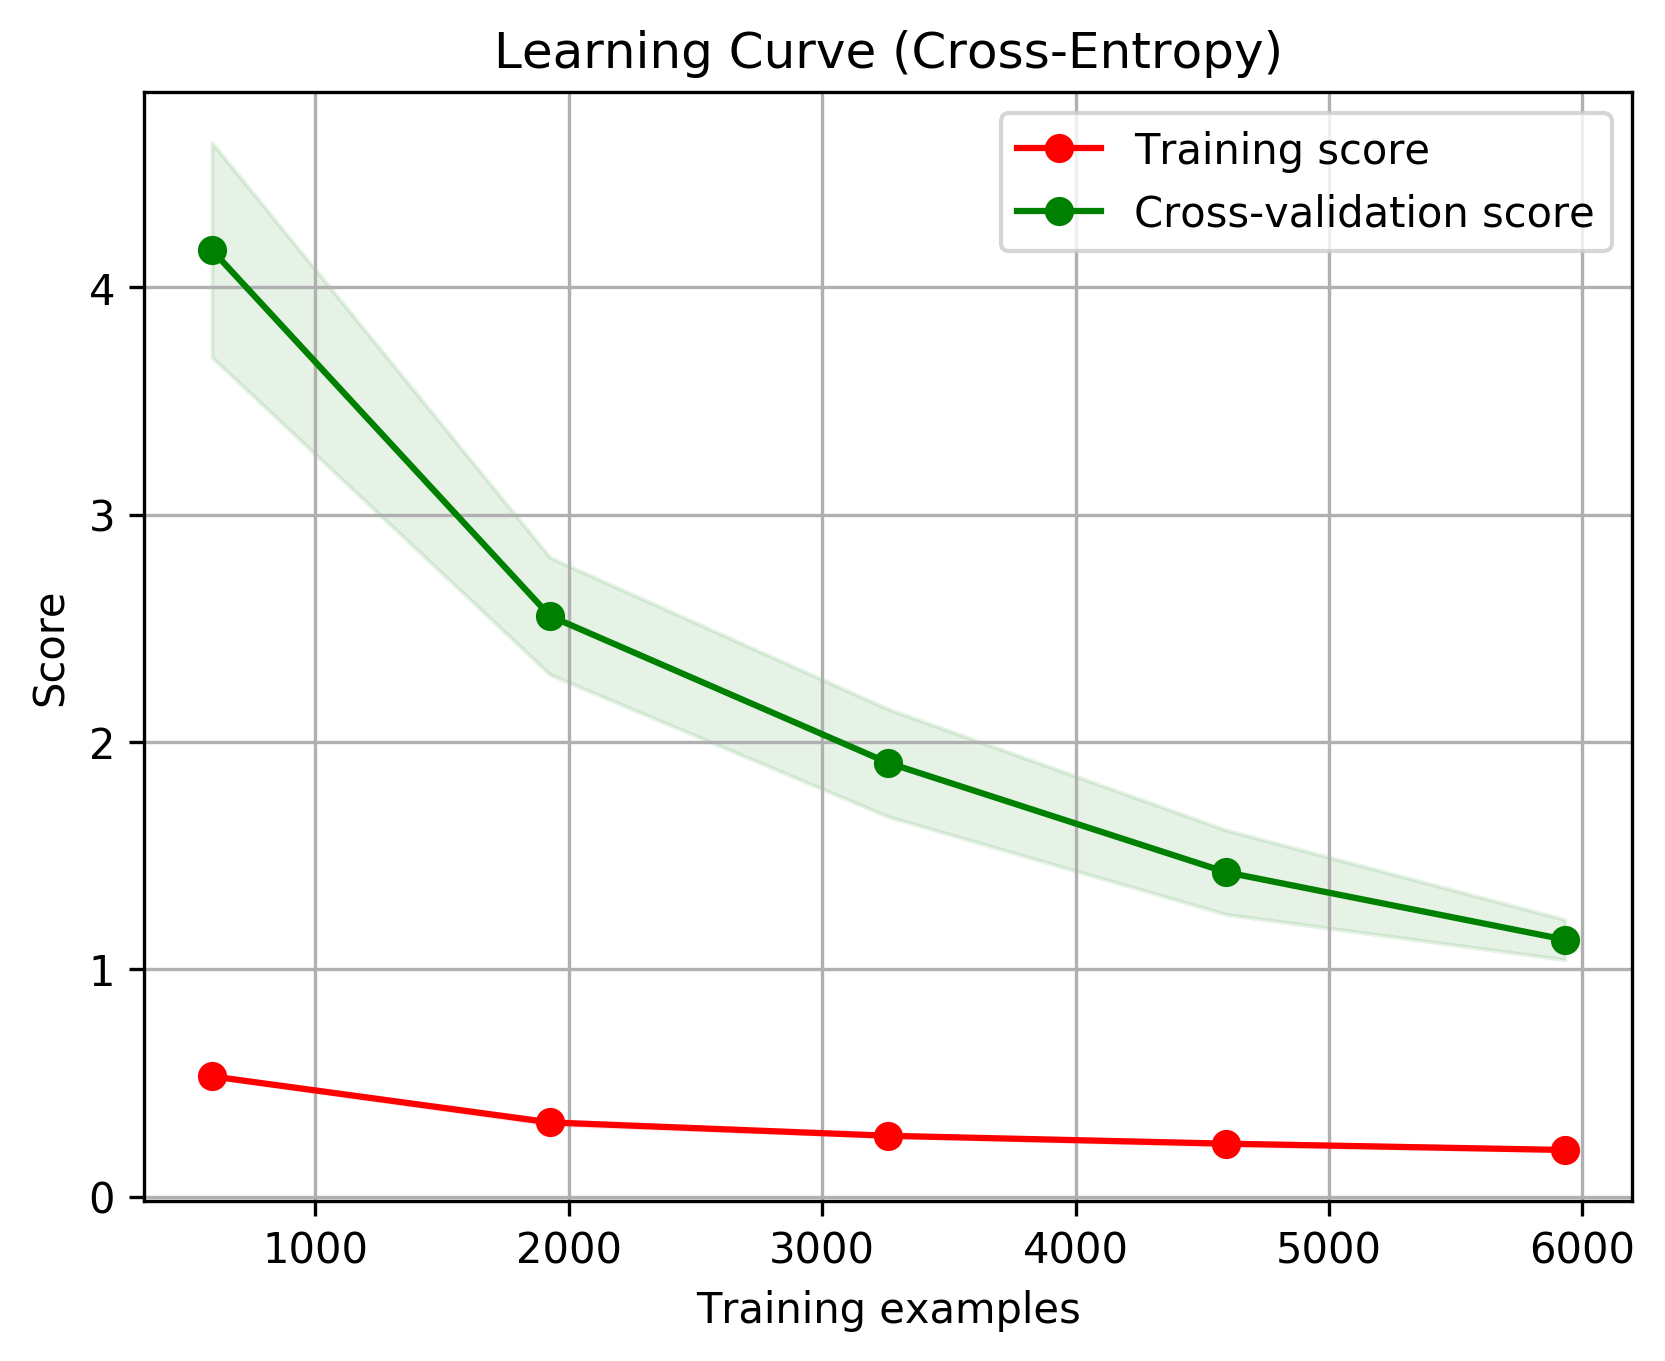 Learning Curve (Cross-Entropy)
Training score
Cross-validation score
4
3
2
1
0
Score
1000 2000 3000 4000 5000 6000
Training examples